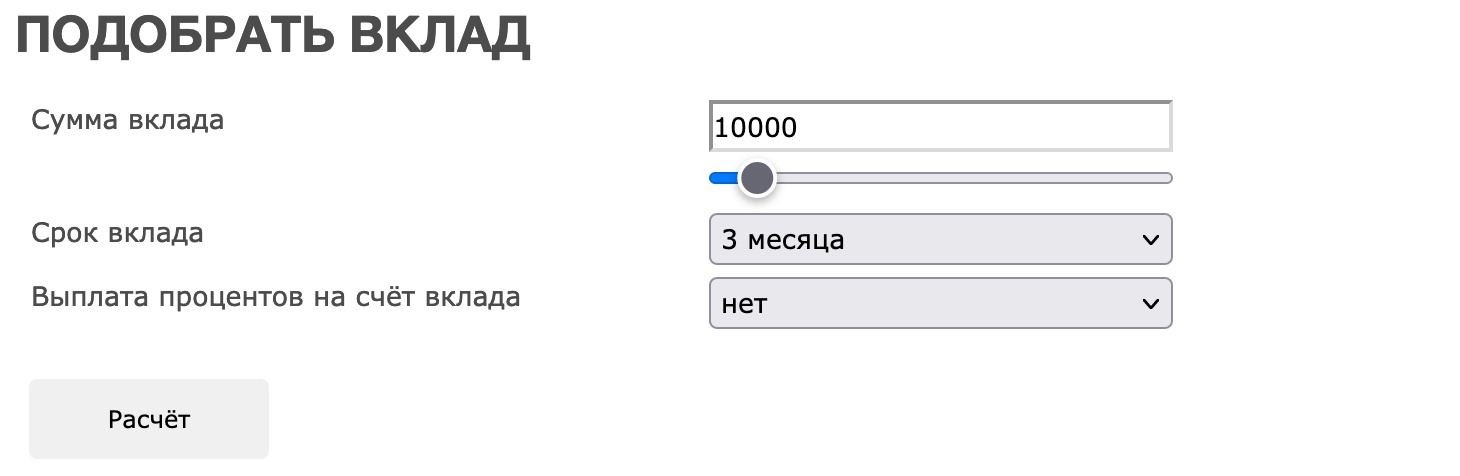 ПОДОБРАТЬ ВКЛАД
Сумма вклада
10000
Срок вклада
3 месяца
Выплата процентов на счёт вклада
нет
Расчёт